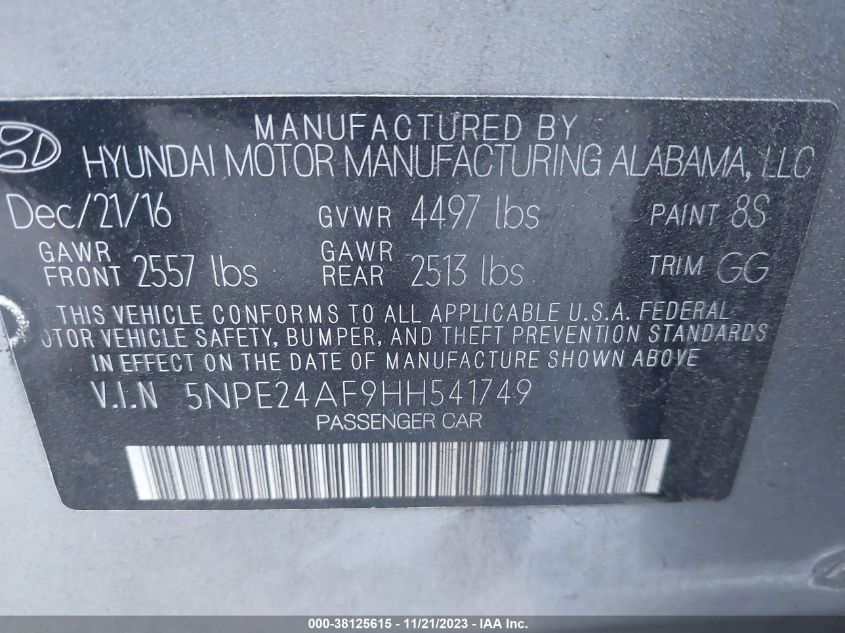 MANUFACTURED BY
HYUNDAI MOTOR MANUFACTURING ALABAMA, LLC
Dec/21/16 GVWR 4497 lbs PAINT 8S
GAWR FRONT 2557 lbs GAWR REAR 2513 lbs TRIM GG
THIS VEHICLE CONFORMS TO ALL APPLICABLE U.S.A. FEDERAL
OTOR VEHICLE SAFETY, BUMPER, AND THEFT PREVENTION STANDARDS
IN EFFECT ON THE DATE OF MANUFACTURE SHOWN ABOVE
V.I.N 5NPE24AF9HH541749
PASSENGER CAR
000-38125615 - 11/21/2023 - IAA Inc.